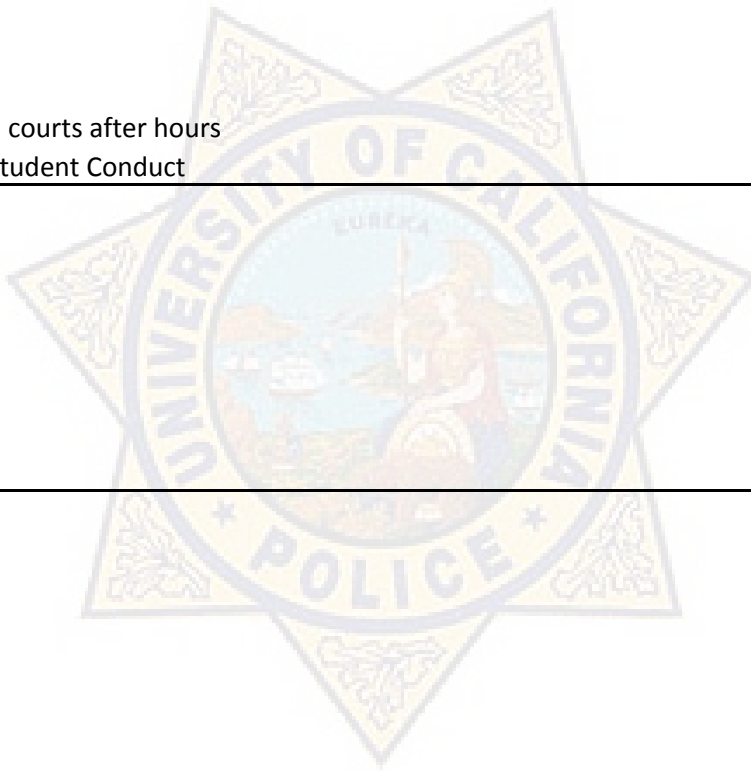 courts after hours
tudent Conduct
EUREKA
UNIVERSITY OF CALIFORNIA
POLICE